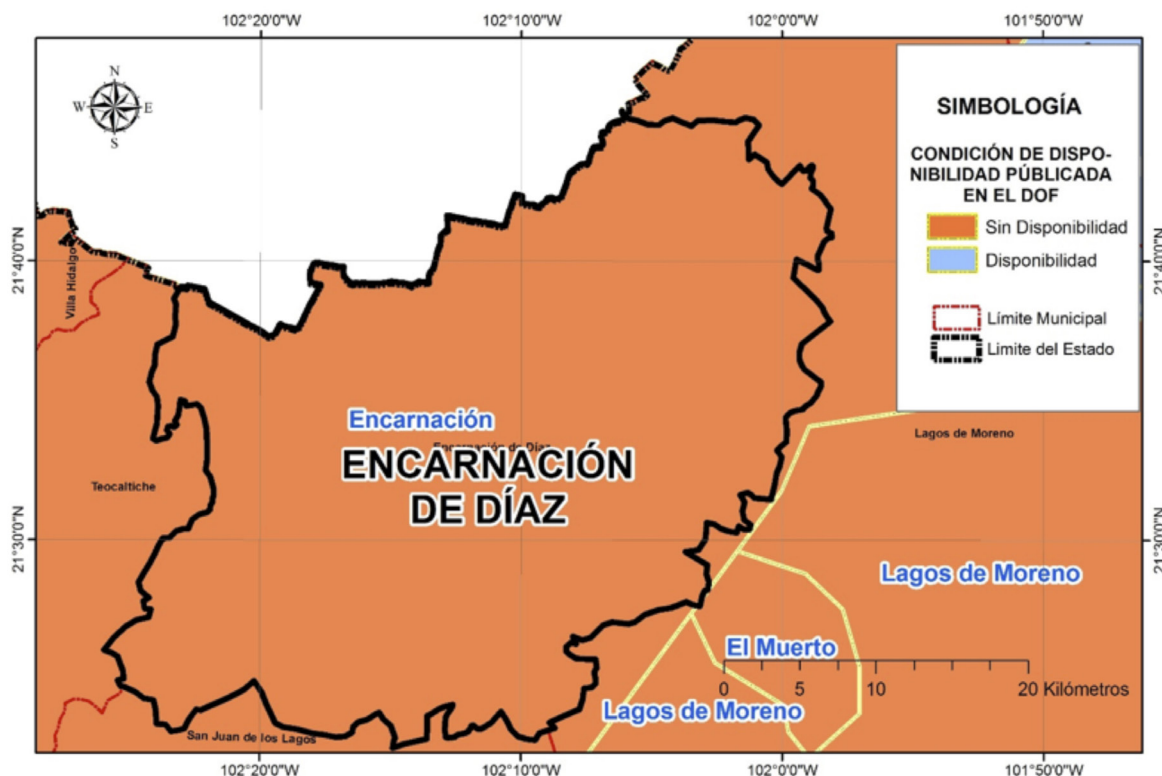 102°20'0"W
102°10'0"W
102°0'0"W
101°50'0"W
N
W
E
S
SIMBOLOGÍA
CONDICIÓN DE DISPO-
NIBILIDAD PÚBLICADA
EN EL DOF
Sin Disponibilidad
Disponibilidad
Límite Municipal
Limite del Estado
21°40'0"N
21°40'0"N
Villa Hidalgo
Encarnación
Encarnación de Díaz
ENCARNACIÓN
DE DÍAZ
Lagos de Moreno
Teocaltiche
21°30'0"N
21°30'0"N
Lagos de Moreno
El Muerto
0 5 10 20 Kilómetros
Lagos de Moreno
San Juan de los Lagos
102°20'0"W
102°10'0"W
102°0'0"W
101°50'0"W